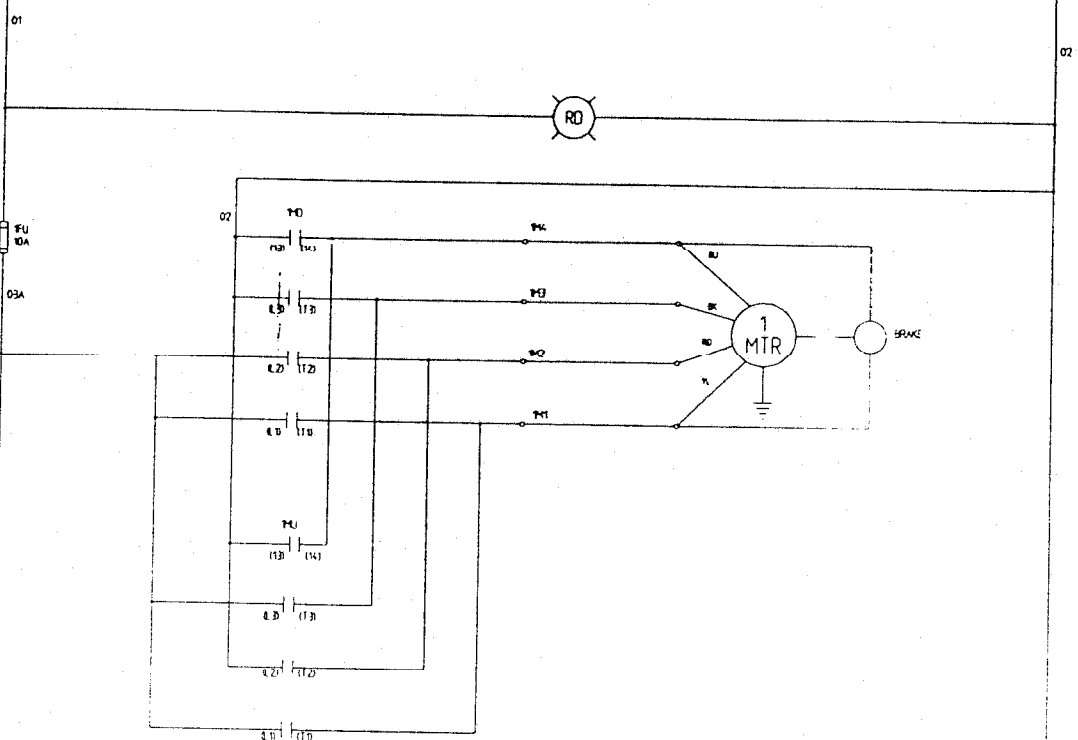 01
02
RD
02
1MD
1M4
(13) (14)
BU
1FU
10A
03A
(L3) (T3)
1M3
BK
1
MTR
BRAKE
(L2) (T2)
1M2
RD
YL
(L1) (T1)
1M1
1MU
(13) (14)
(L3) (T3)
(L2) (T2)
(L1) (T1)